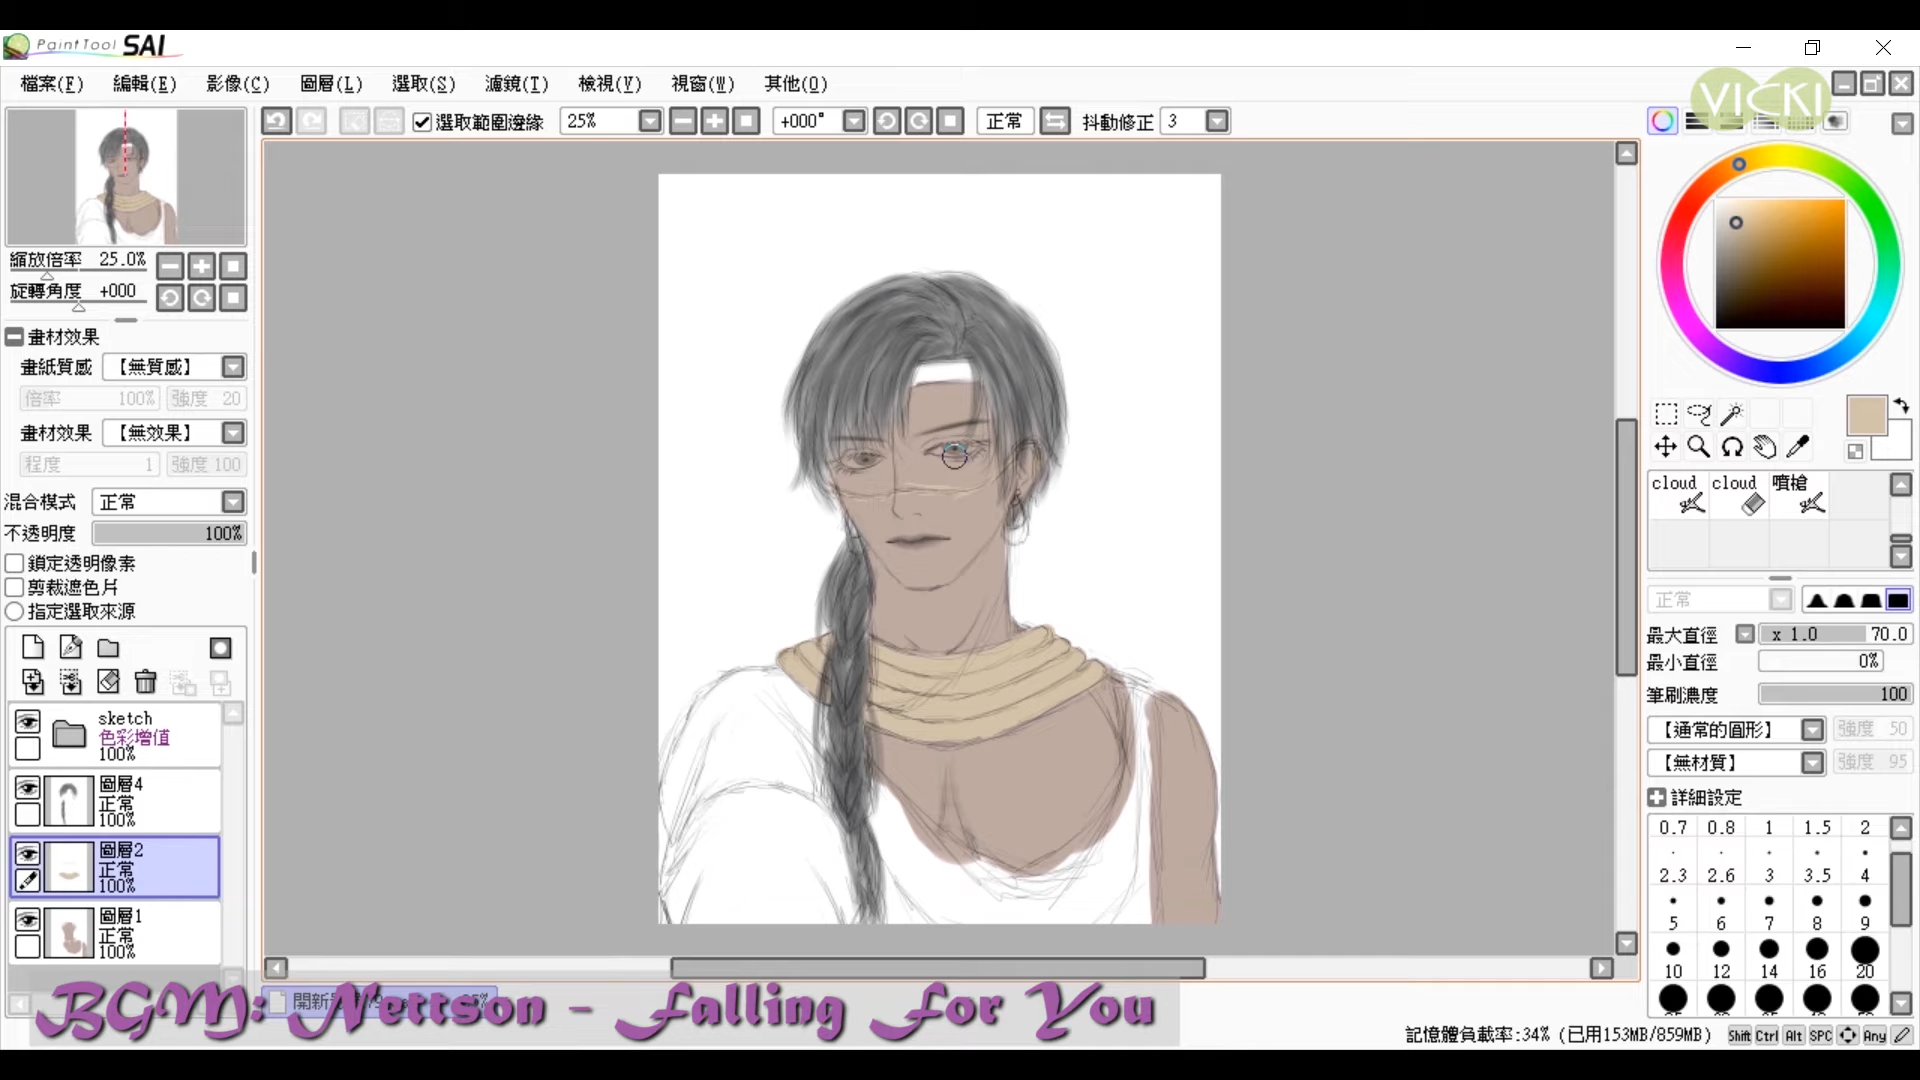 PaintTool SAI
檔案(F) 編輯(E) 影像(C) 圖層(L) 選取(S) 濾鏡(T) 檢視(V) 視窗(W) 其他(O)
VICKI
選取範圍邊緣 25% +000° 正常 抖動修正 3
縮放倍率 25.0%
旋轉角度 +000
畫材效果
畫紙質感 【無質感】
倍率 100% 強度 20
畫材效果 【無效果】
程度 1 強度 100
混合模式 正常
不透明度 100%
鎖定透明像素
剪裁遮色片
指定選取來源
sketch
色彩增值
100%
圖層4
正常
100%
圖層2
正常
100%
圖層1
正常
100%
cloud cloud 噴槍
正常
最大直徑 x 1.0 70.0
最小直徑 0%
筆刷濃度 100
【通常的圓形】 強度 50
【無材質】 強度 95
詳細設定
0.7 0.8 1 1.5 2
2.3 2.6 3 3.5 4
5 6 7 8 9
10 12 14 16 20
BGM: Nettson - Falling For You
記憶體負載率:34% (已用153MB/859MB) Shift Ctrl Alt SPC Any